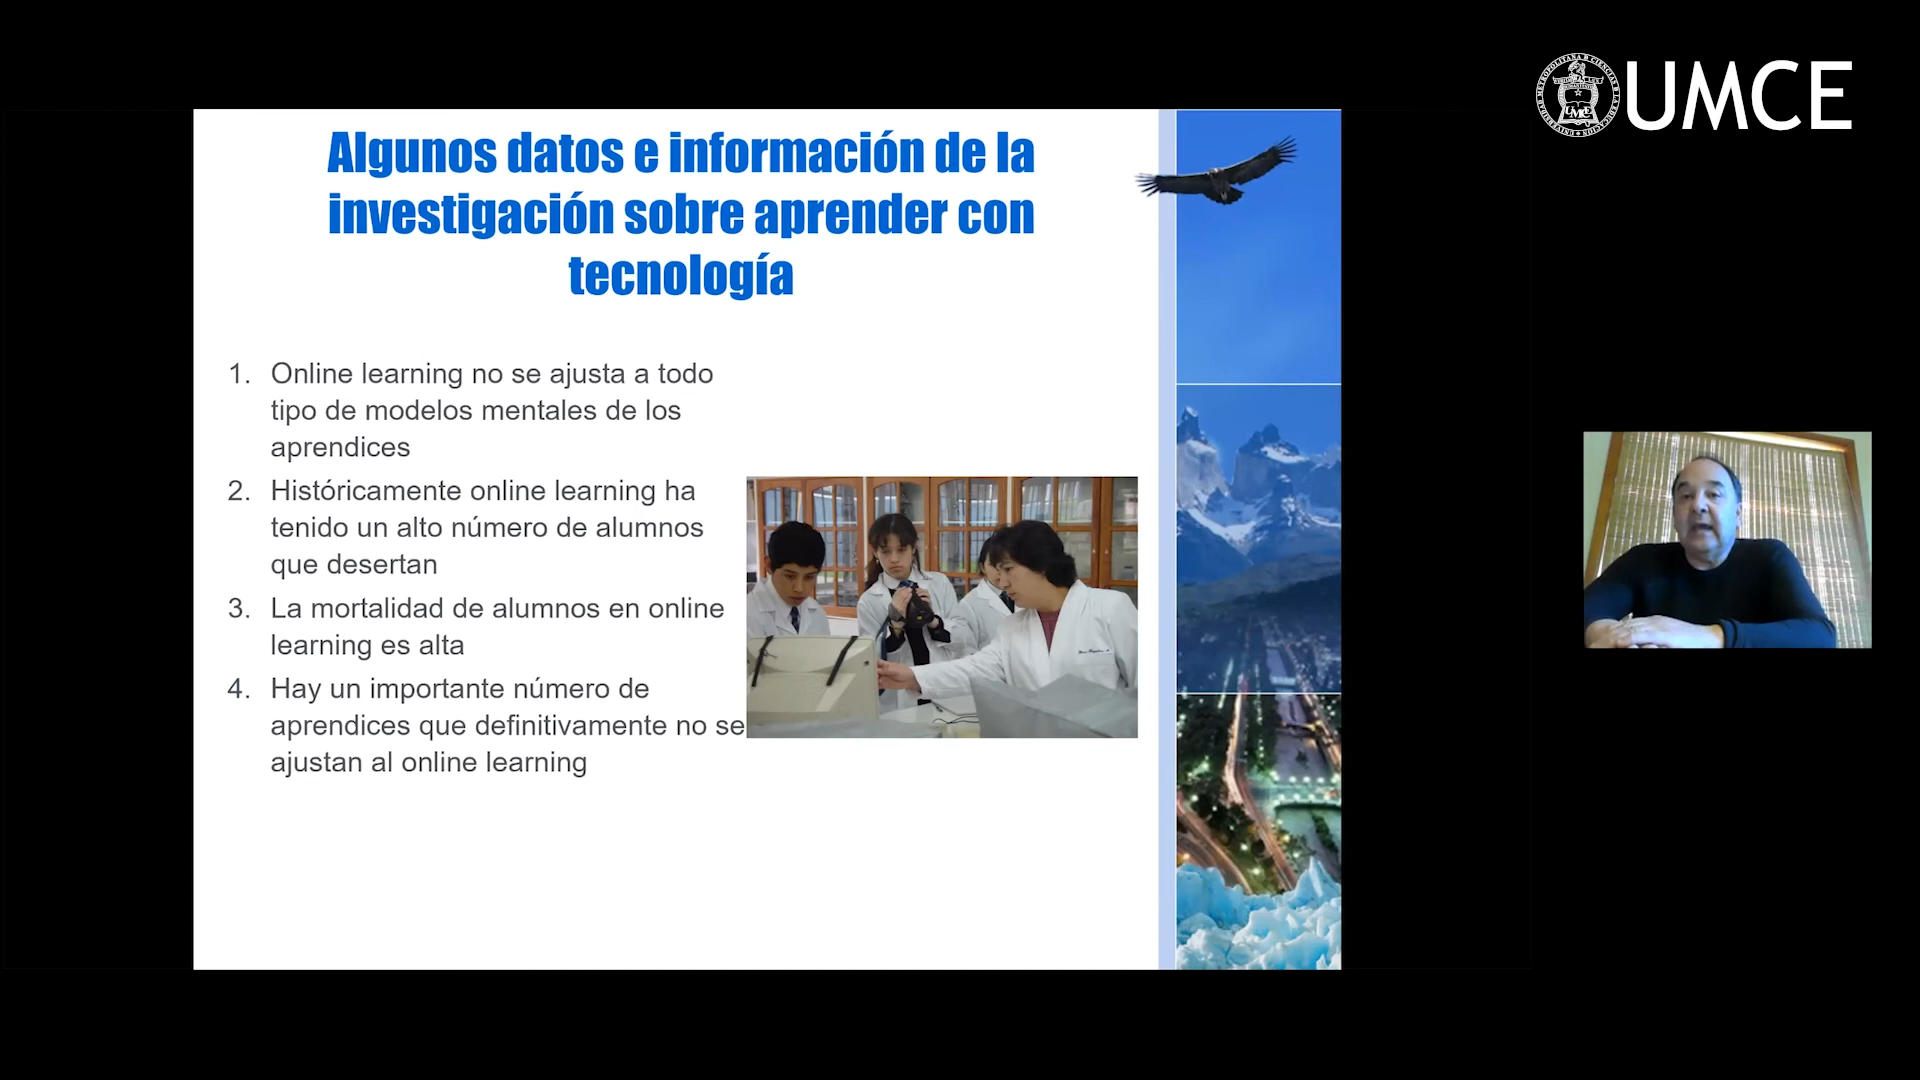 UMCE
Algunos datos e información de la
investigación sobre aprender con
tecnología
1. Online learning no se ajusta a todo
tipo de modelos mentales de los
aprendices
2. Históricamente online learning ha
tenido un alto número de alumnos
que desertan
3. La mortalidad de alumnos en online
learning es alta
4. Hay un importante número de
aprendices que definitivamente no se
ajustan al online learning